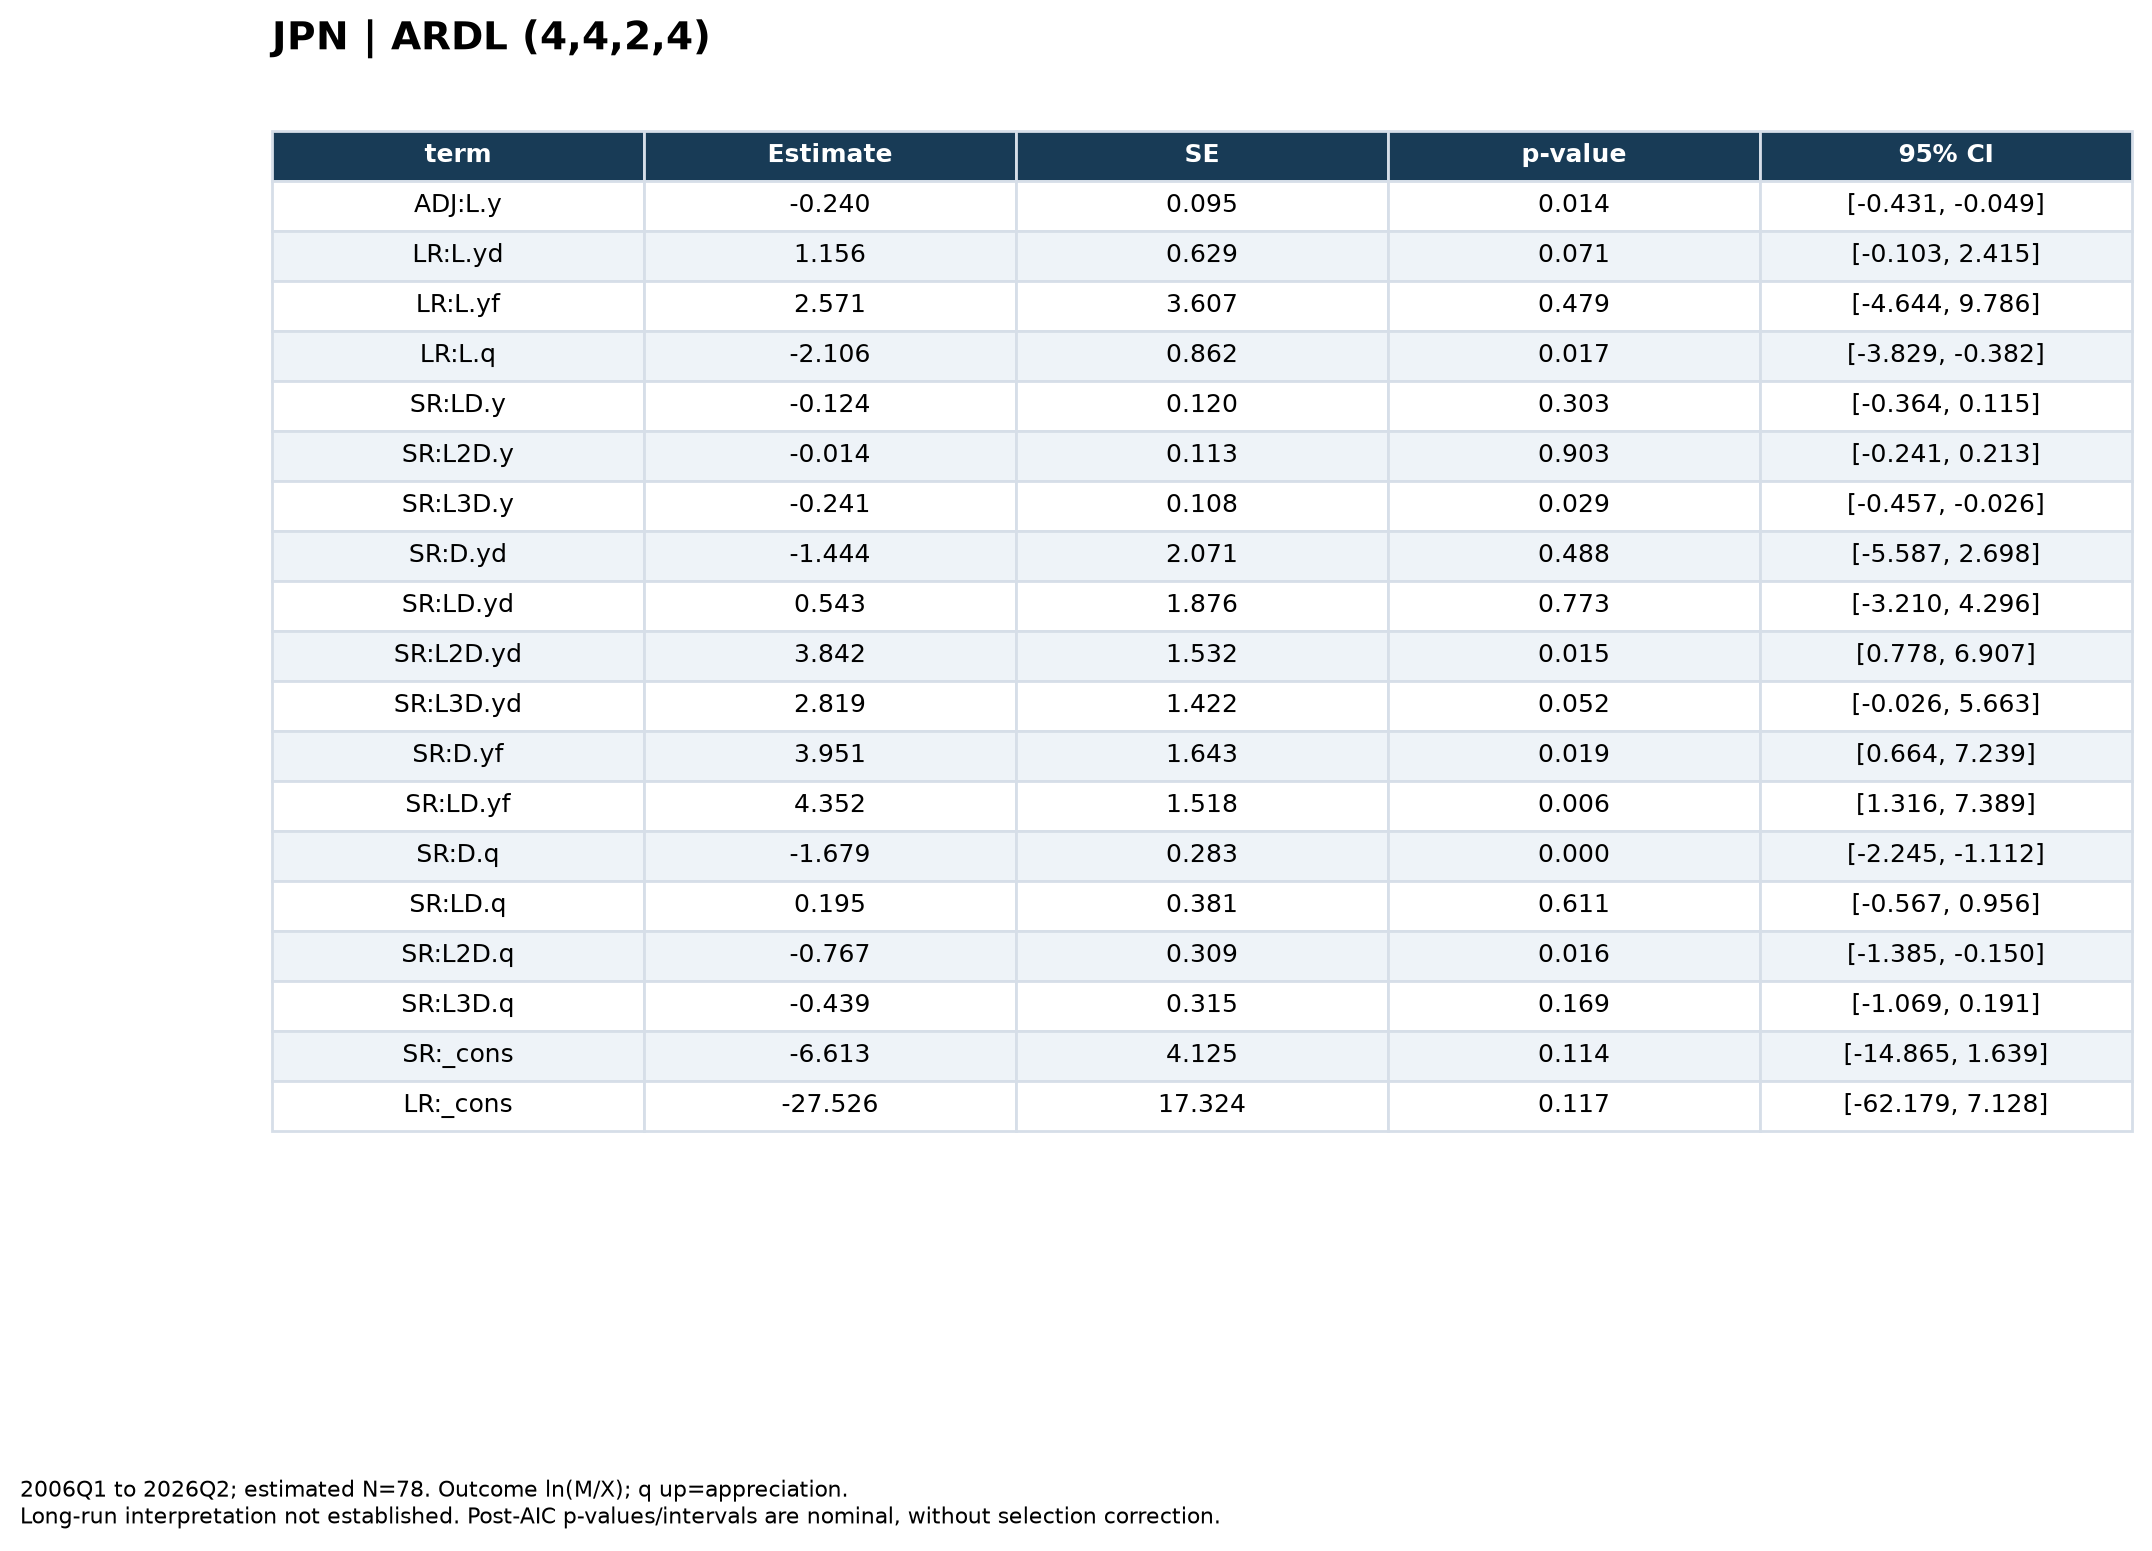 JPN | ARDL (4,4,2,4)
term Estimate SE p-value 95% CI
ADJ:L.y -0.240 0.095 0.014 [-0.431, -0.049]
LR:L.yd 1.156 0.629 0.071 [-0.103, 2.415]
LR:L.yf 2.571 3.607 0.479 [-4.644, 9.786]
LR:L.q -2.106 0.862 0.017 [-3.829, -0.382]
SR:LD.y -0.124 0.120 0.303 [-0.364, 0.115]
SR:L2D.y -0.014 0.113 0.903 [-0.241, 0.213]
SR:L3D.y -0.241 0.108 0.029 [-0.457, -0.026]
SR:D.yd -1.444 2.071 0.488 [-5.587, 2.698]
SR:LD.yd 0.543 1.876 0.773 [-3.210, 4.296]
SR:L2D.yd 3.842 1.532 0.015 [0.778, 6.907]
SR:L3D.yd 2.819 1.422 0.052 [-0.026, 5.663]
SR:D.yf 3.951 1.643 0.019 [0.664, 7.239]
SR:LD.yf 4.352 1.518 0.006 [1.316, 7.389]
SR:D.q -1.679 0.283 0.000 [-2.245, -1.112]
SR:LD.q 0.195 0.381 0.611 [-0.567, 0.956]
SR:L2D.q -0.767 0.309 0.016 [-1.385, -0.150]
SR:L3D.q -0.439 0.315 0.169 [-1.069, 0.191]
SR:_cons -6.613 4.125 0.114 [-14.865, 1.639]
LR:_cons -27.526 17.324 0.117 [-62.179, 7.128]
2006Q1 to 2026Q2; estimated N=78. Outcome ln(M/X); q up=appreciation.
Long-run interpretation not established. Post-AIC p-values/intervals are nominal, without selection correction.